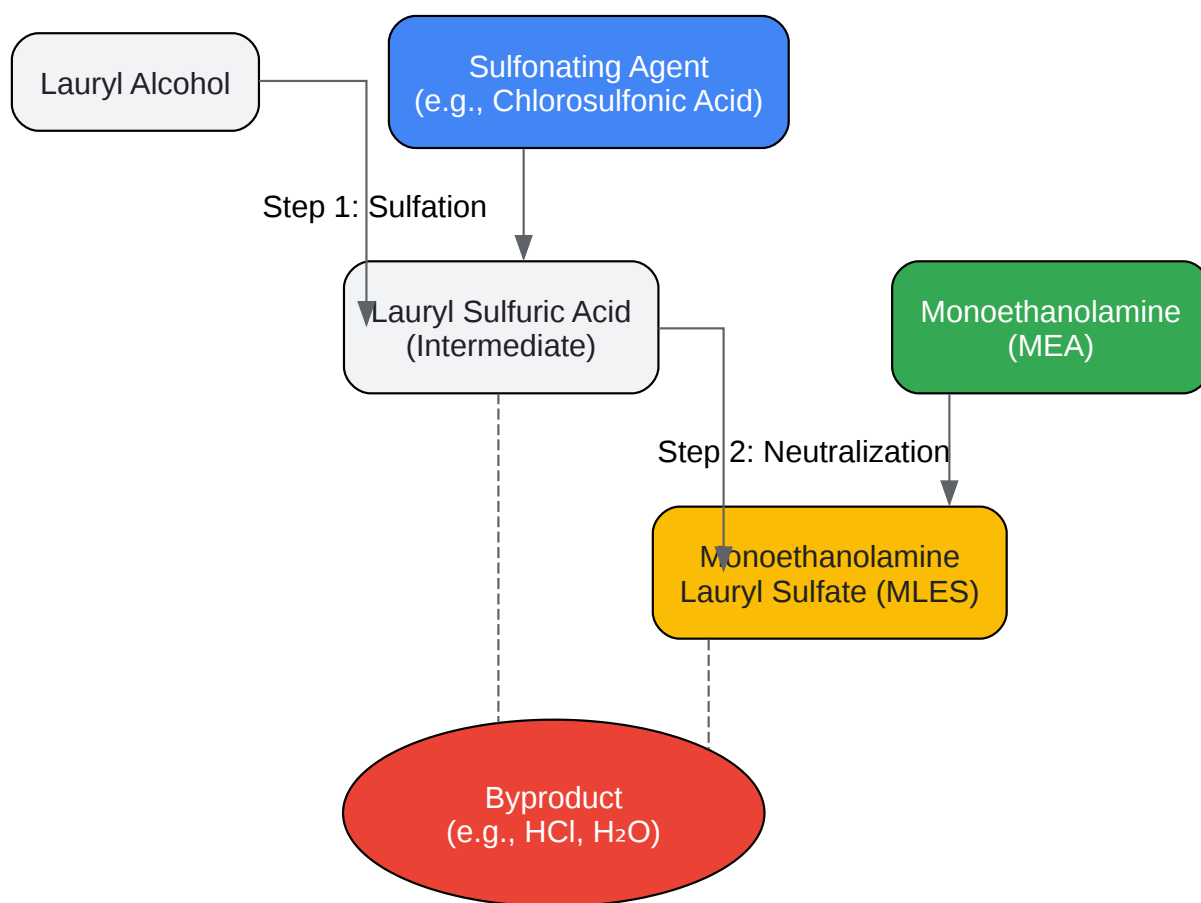 Lauryl Alcohol
Sulfonating Agent
(e.g., Chlorosulfonic Acid)
Step 1: Sulfation
Lauryl Sulfuric Acid
(Intermediate)
Monoethanolamine
(MEA)
Step 2: Neutralization
Monoethanolamine
Lauryl Sulfate (MLES)
Byproduct
(e.g., HCl, H₂O)